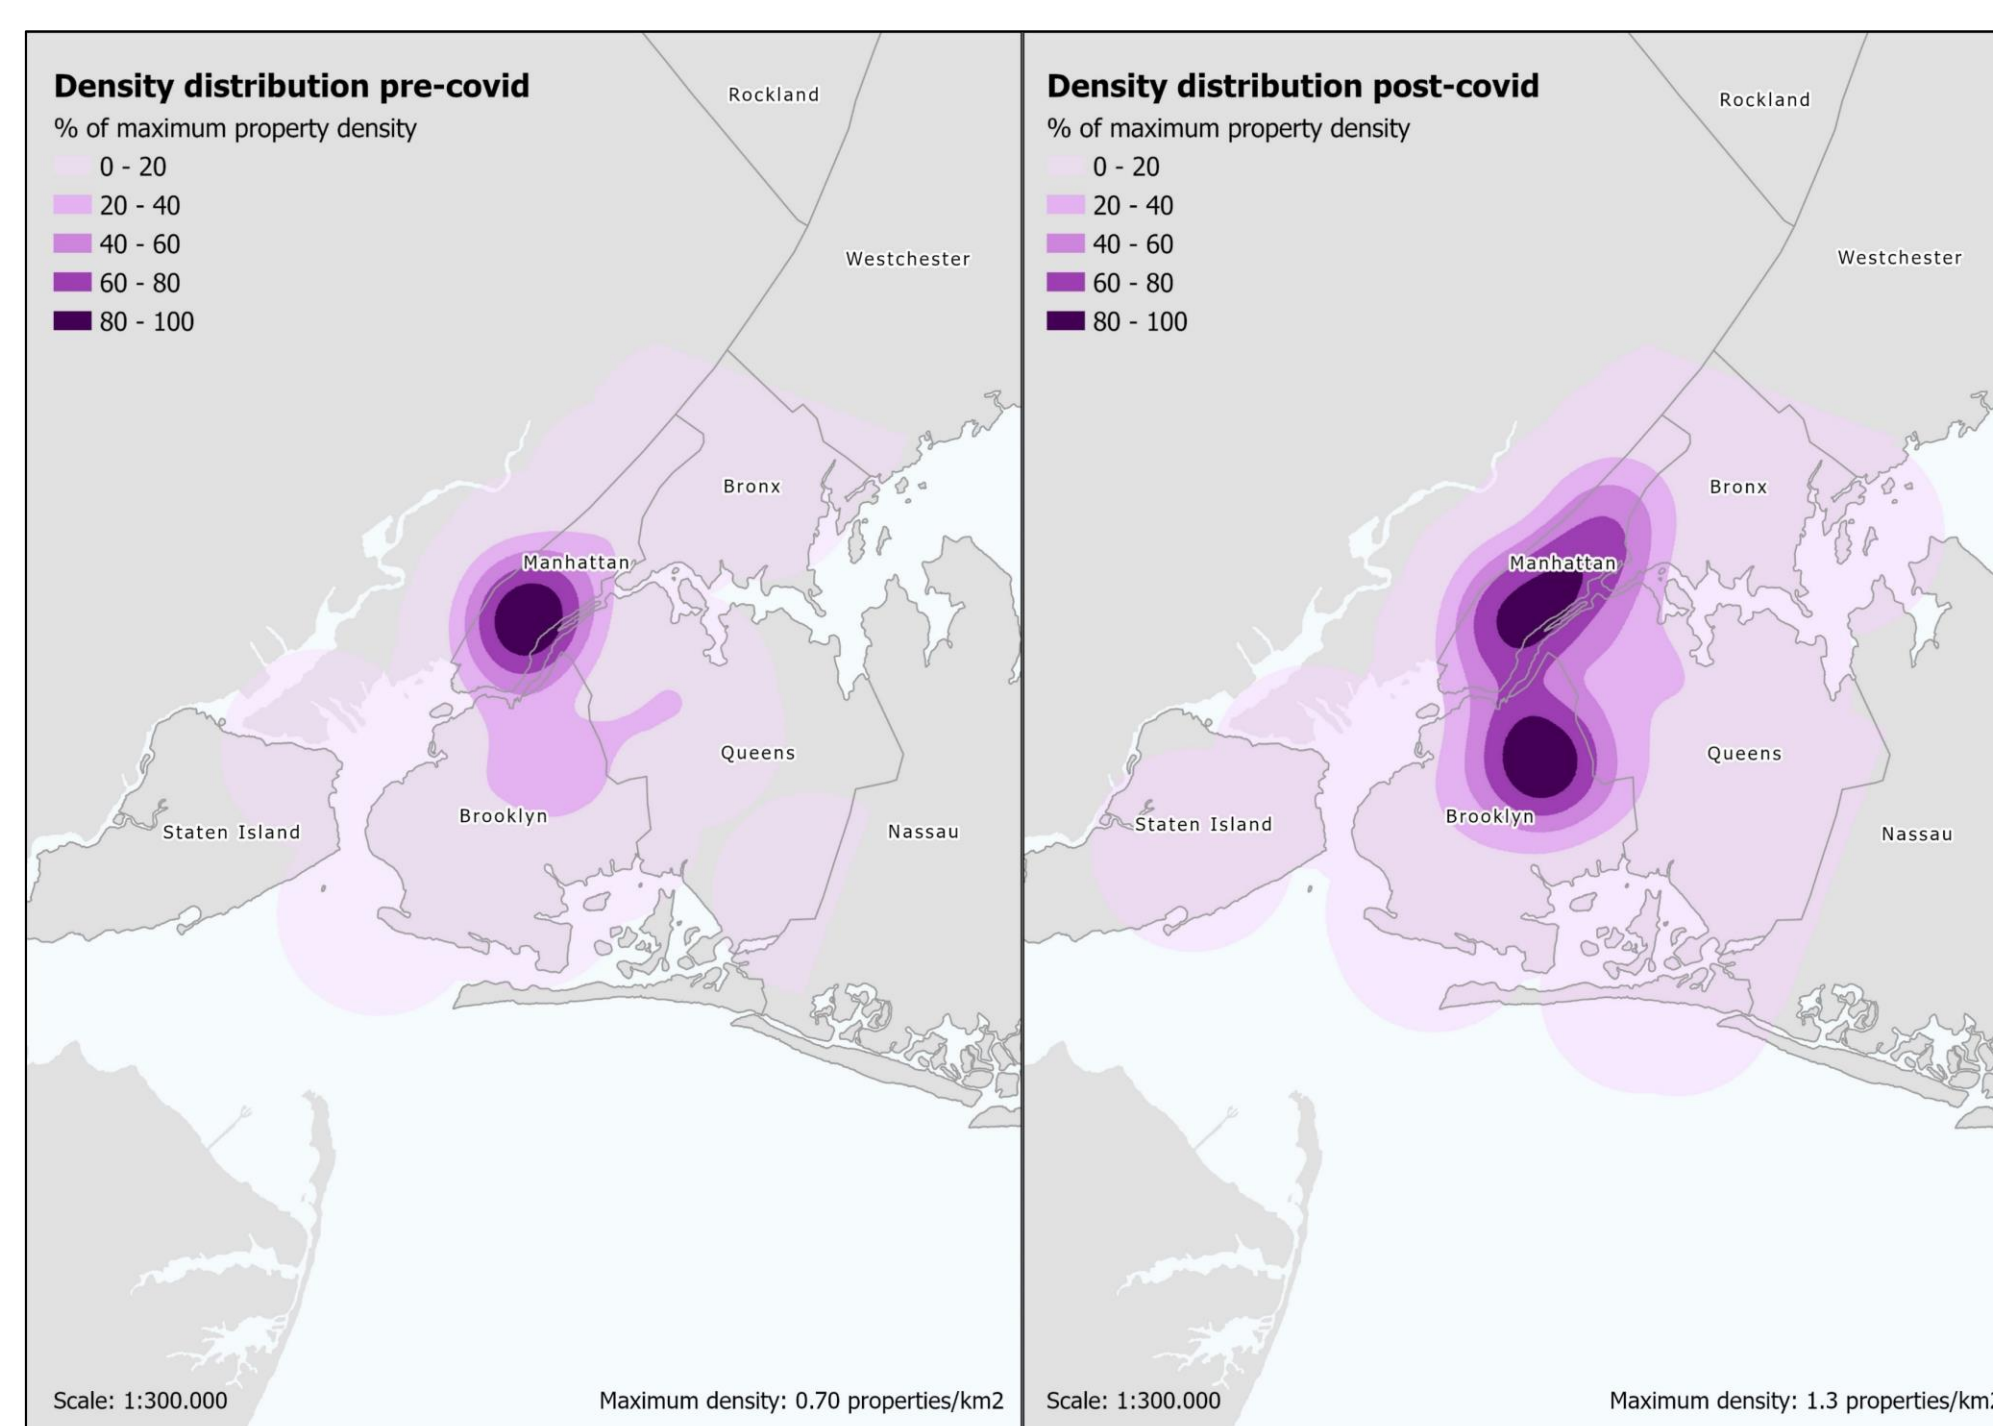 Density distribution pre-covid
% of maximum property density
0 - 20
20 - 40
40 - 60
60 - 80
80 - 100
Rockland
Westchester
Bronx
Manhattan
Queens
Brooklyn
Staten Island
Nassau
Scale: 1:300.000
Maximum density: 0.70 properties/km2
Density distribution post-covid
% of maximum property density
0 - 20
20 - 40
40 - 60
60 - 80
80 - 100
Rockland
Westchester
Bronx
Manhattan
Queens
Brooklyn
Staten Island
Nassau
Scale: 1:300.000
Maximum density: 1.3 properties/km2